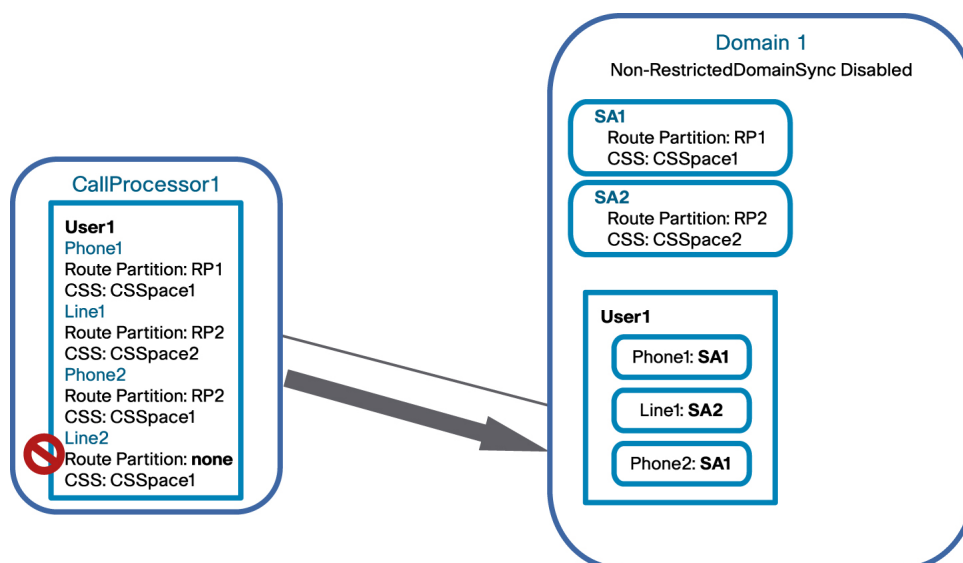 CallProcessor1
User1
Phone1
Route Partition: RP1
CSS: CSSpace1
Line1
Route Partition: RP2
CSS: CSSpace2
Phone2
Route Partition: RP2
CSS: CSSpace1
Line2
Route Partition: none
CSS: CSSpace1
Domain 1
Non-RestrictedDomainSync Disabled
SA1
Route Partition: RP1
CSS: CSSpace1
SA2
Route Partition: RP2
CSS: CSSpace2
User1
Phone1: SA1
Line1: SA2
Phone2: SA1